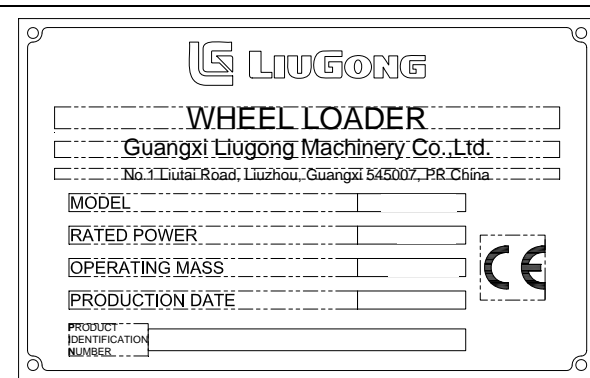 LIUGONG
WHEEL LOADER
Guangxi Liugong Machinery Co.,Ltd.
No.1 Liutai Road, Liuzhou, Guangxi 545007, PR China
MODEL
RATED POWER
OPERATING MASS
PRODUCTION DATE
PRODUCT
IDENTIFICATION
NUMBER
CE